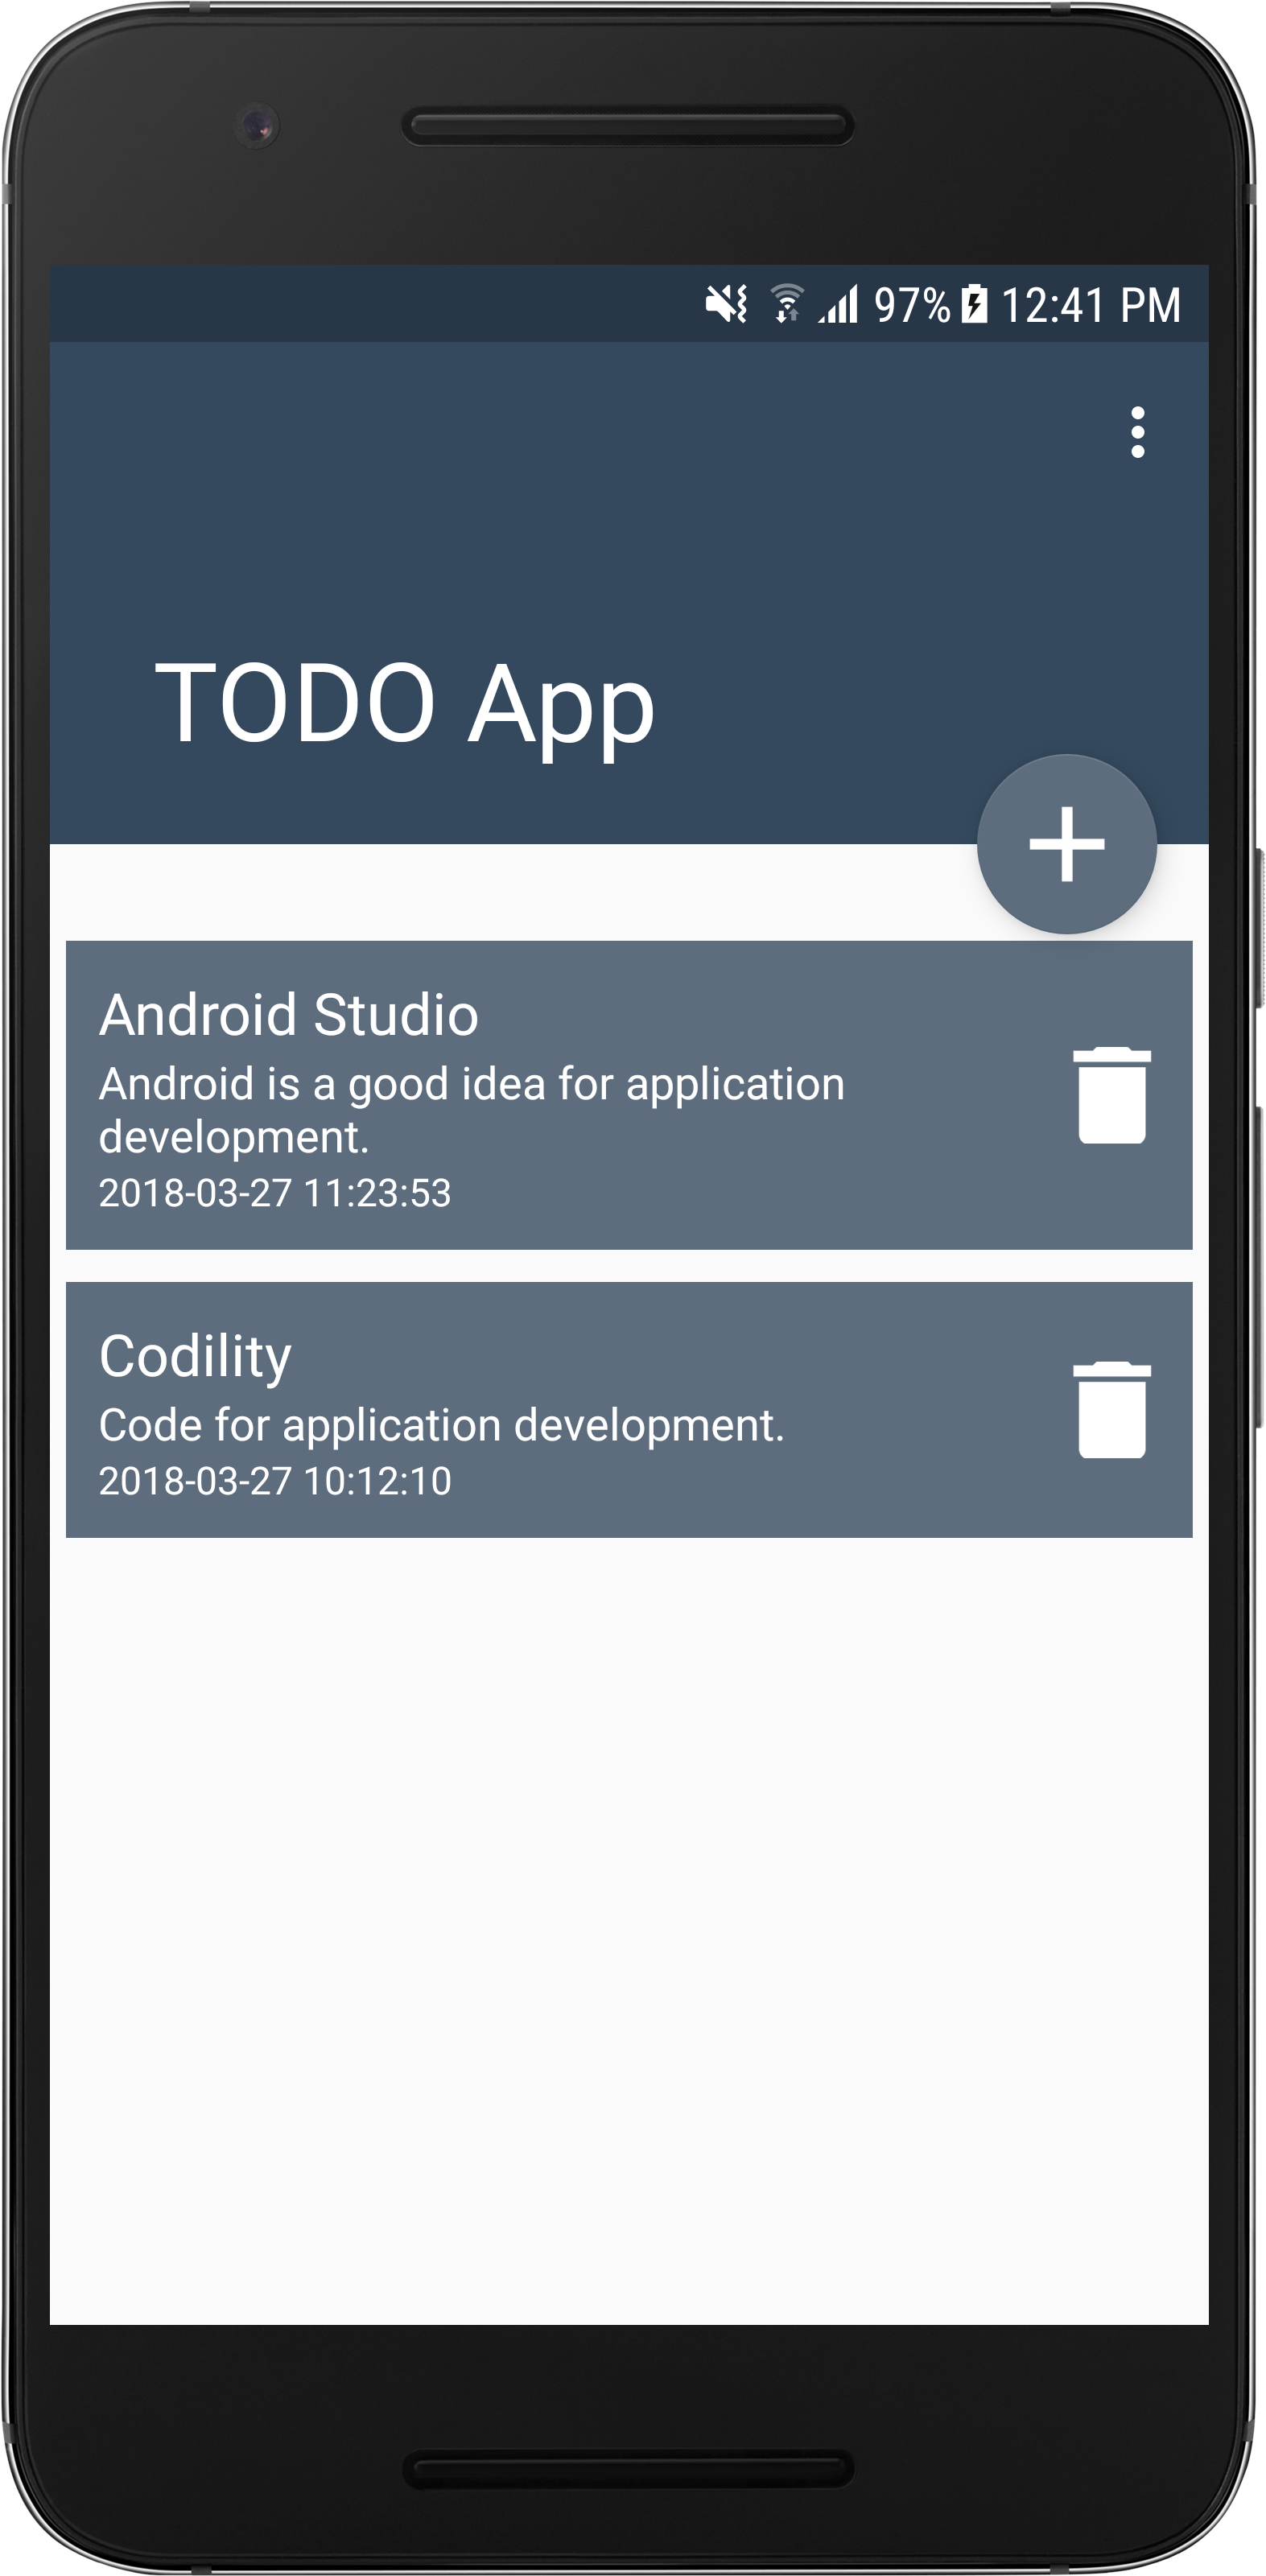 97% 12:41 PM
TODO App
Android Studio
Android is a good idea for application
development.
2018-03-27 11:23:53
Codility
Code for application development.
2018-03-27 10:12:10